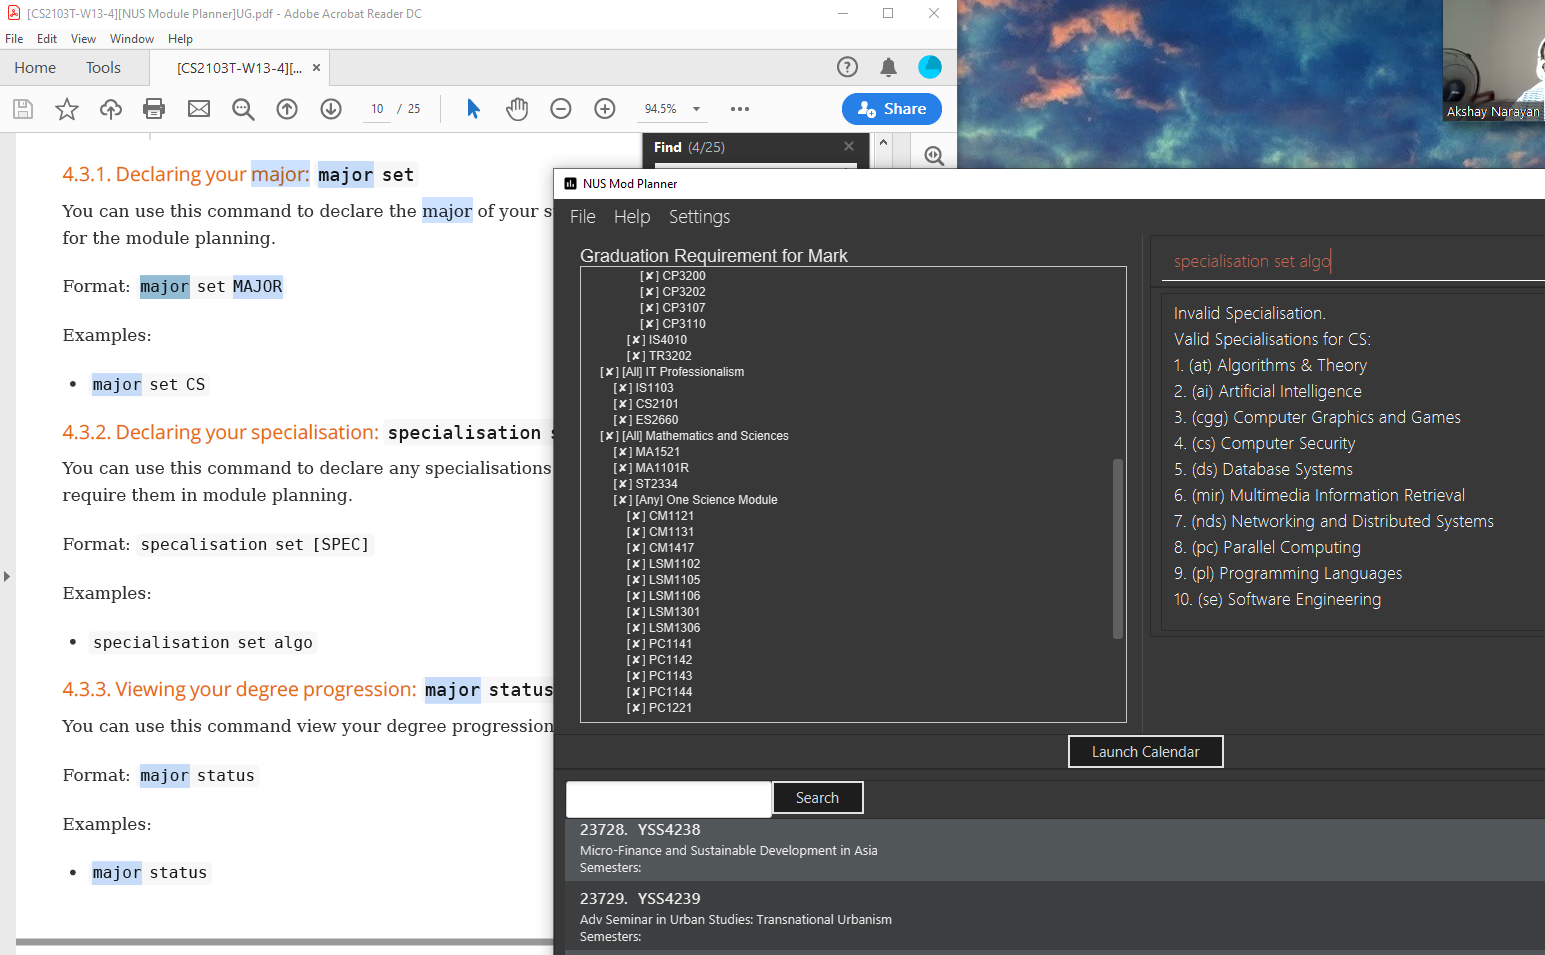 [CS2103T-W13-4][NUS Module Planner]UG.pdf - Adobe Acrobat Reader DC
File Edit View Window Help
Home Tools [CS2103T-W13-4][... ×
10 / 25 94.5% Share
Find (4/25)
4.3.1. Declaring your major: major set
You can use this command to declare the major of your s
for the module planning.
Format: major set MAJOR
Examples:
• major set CS
4.3.2. Declaring your specialisation: specialisation s
You can use this command to declare any specialisations
require them in module planning.
Format: specalisation set [SPEC]
Examples:
• specialisation set algo
4.3.3. Viewing your degree progression: major status
You can use this command view your degree progression
Format: major status
Examples:
• major status
Akshay Narayan
NUS Mod Planner
File Help Settings
Graduation Requirement for Mark
[✘] CP3200
[✘] CP3202
[✘] CP3107
[✘] CP3110
[✘] IS4010
[✘] TR3202
[✘] [All] IT Professionalism
[✘] IS1103
[✘] CS2101
[✘] ES2660
[✘] [All] Mathematics and Sciences
[✘] MA1521
[✘] MA1101R
[✘] ST2334
[✘] [Any] One Science Module
[✘] CM1121
[✘] CM1131
[✘] CM1417
[✘] LSM1102
[✘] LSM1105
[✘] LSM1106
[✘] LSM1301
[✘] LSM1306
[✘] PC1141
[✘] PC1142
[✘] PC1143
[✘] PC1144
[✘] PC1221
specialisation set algo
Invalid Specialisation.
Valid Specialisations for CS:
1. (at) Algorithms & Theory
2. (ai) Artificial Intelligence
3. (cgg) Computer Graphics and Games
4. (cs) Computer Security
5. (ds) Database Systems
6. (mir) Multimedia Information Retrieval
7. (nds) Networking and Distributed Systems
8. (pc) Parallel Computing
9. (pl) Programming Languages
10. (se) Software Engineering
Launch Calendar
Search
23728. YSS4238
Micro-Finance and Sustainable Development in Asia
Semesters:
23729. YSS4239
Adv Seminar in Urban Studies: Transnational Urbanism
Semesters: